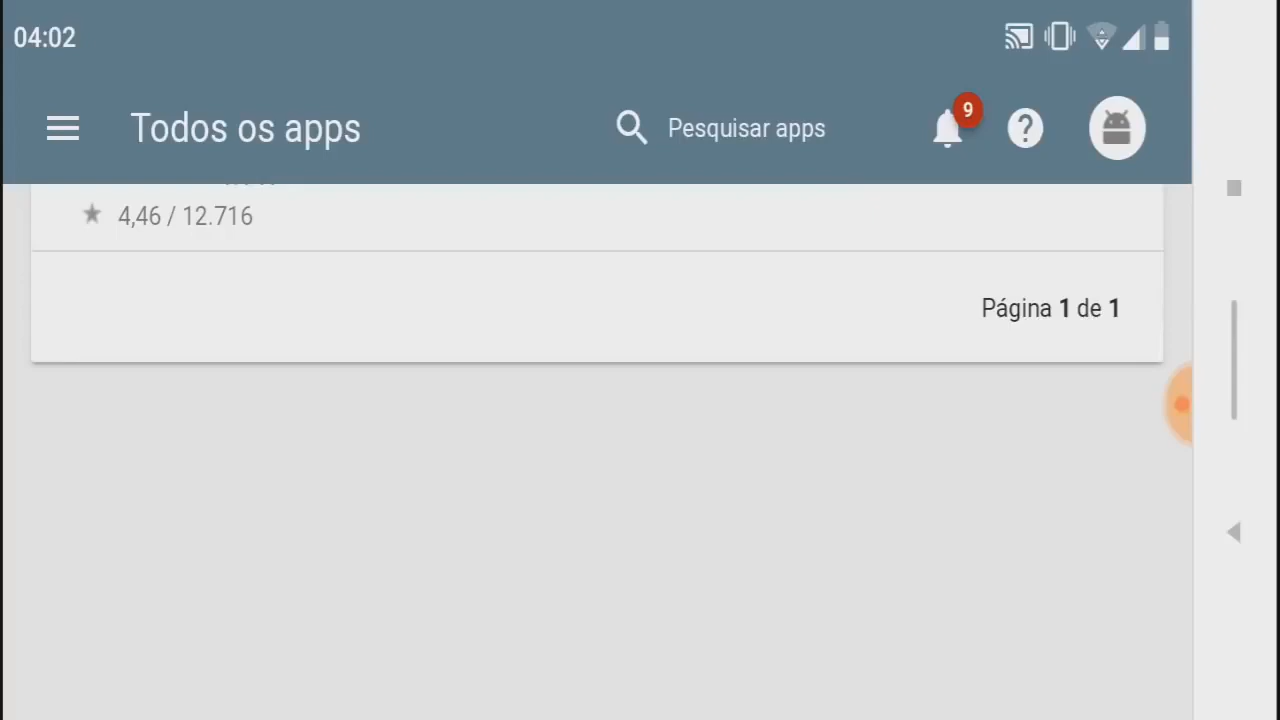 04:02
Todos os apps
Pesquisar apps
9
?
4,46 / 12.716
Página 1 de 1